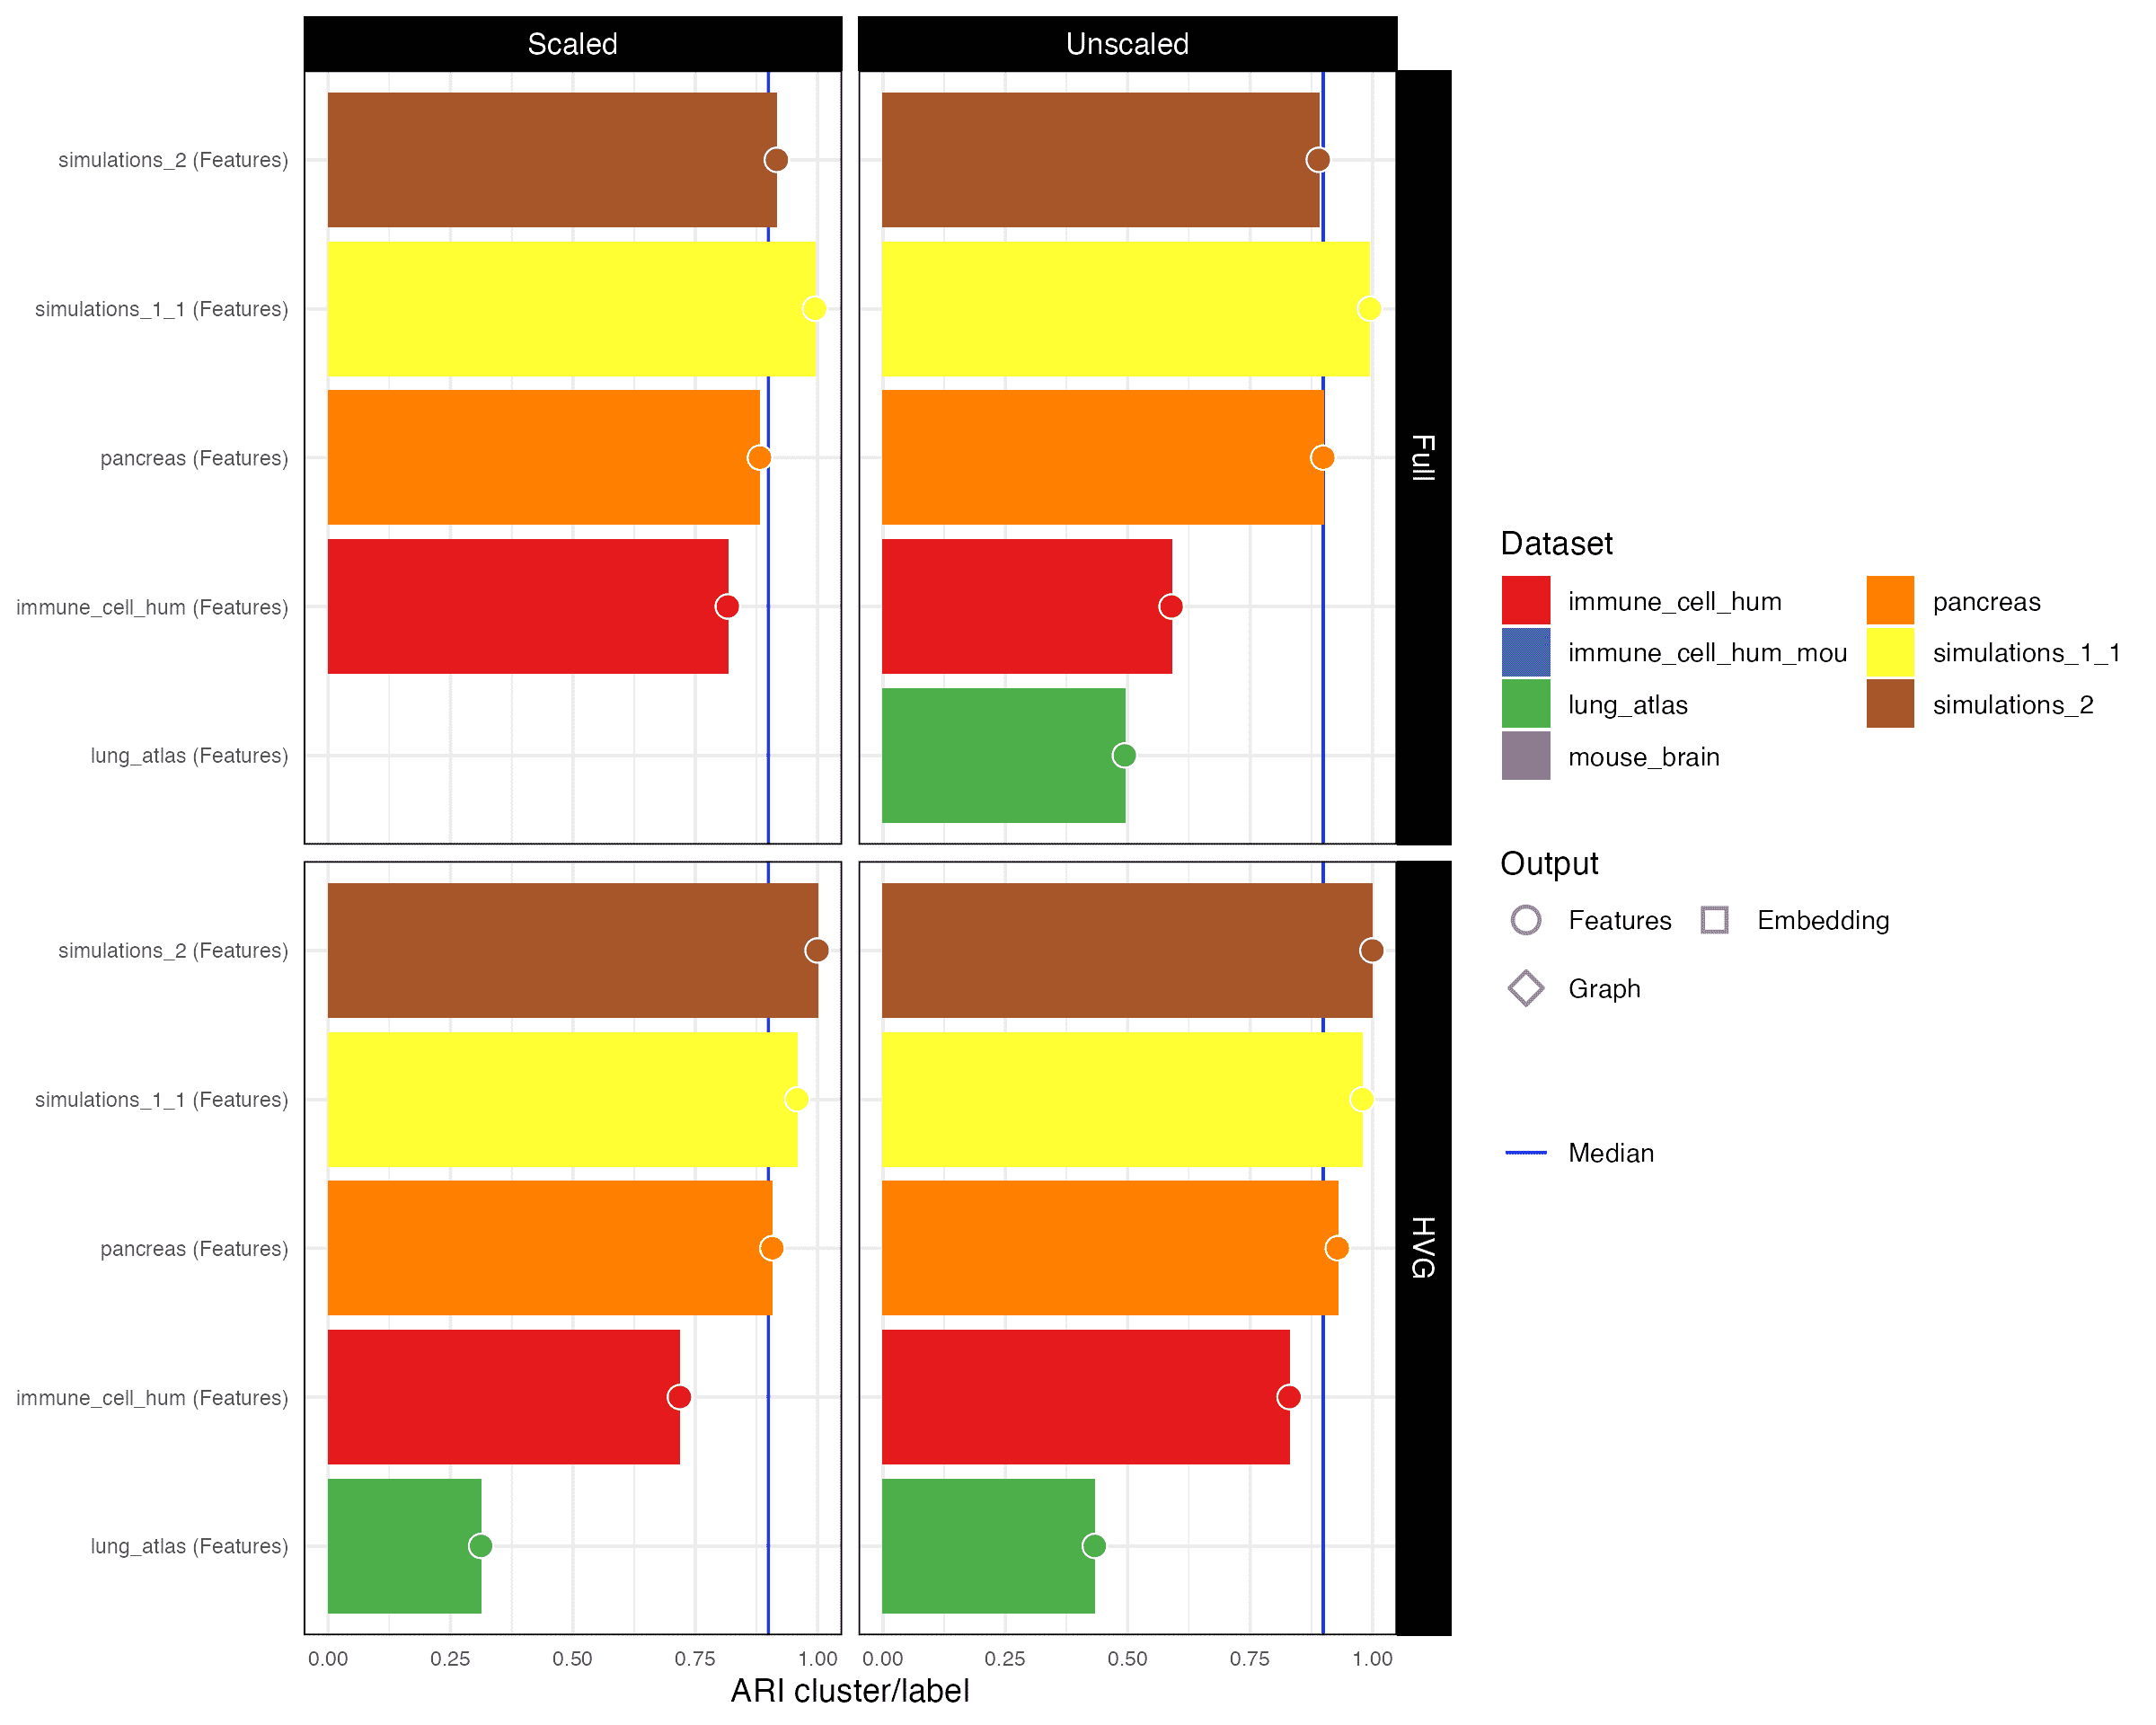 Scaled
Unscaled
simulations_2 (Features)
simulations_1_1 (Features)
pancreas (Features)
immune_cell_hum (Features)
lung_atlas (Features)
Full
simulations_2 (Features)
simulations_1_1 (Features)
pancreas (Features)
immune_cell_hum (Features)
lung_atlas (Features)
HVG
0.00 0.25 0.50 0.75 1.00
0.00 0.25 0.50 0.75 1.00
ARI cluster/label
Dataset
immune_cell_hum
immune_cell_hum_mou
lung_atlas
mouse_brain
pancreas
simulations_1_1
simulations_2
Output
Features
Embedding
Graph
Median